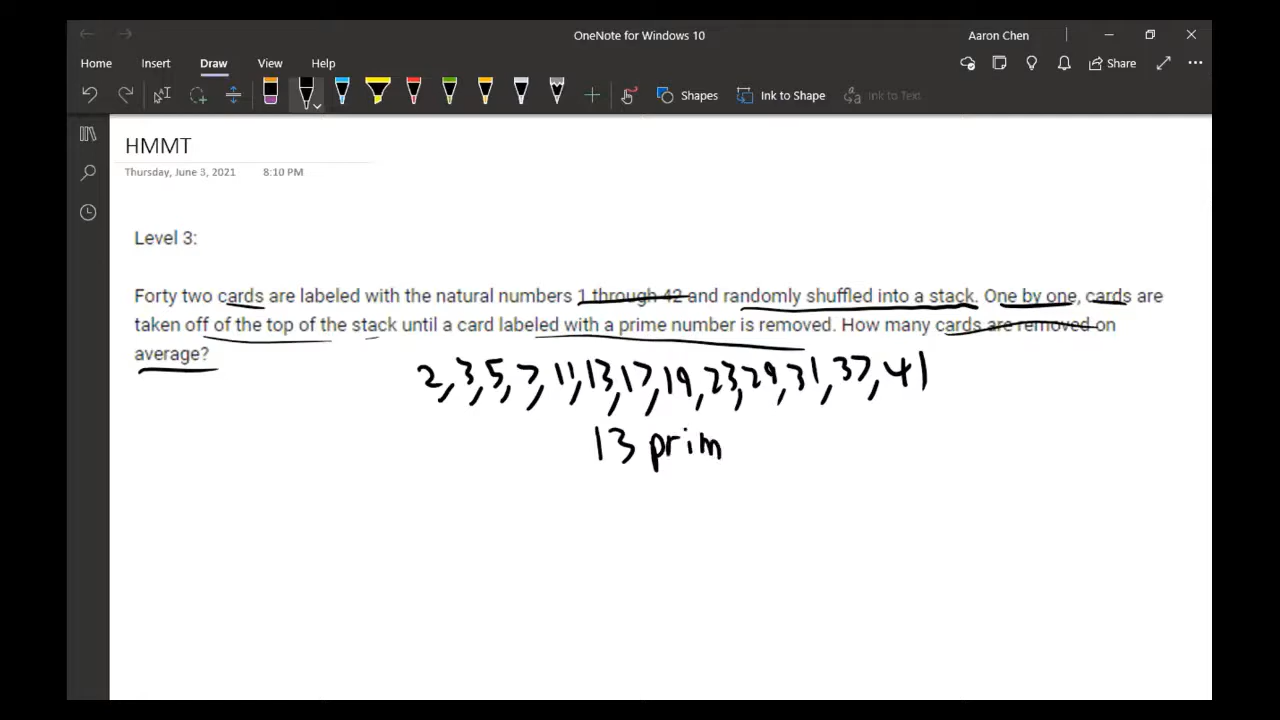 OneNote for Windows 10
Aaron Chen
Home Insert Draw View Help
Share
Shapes Ink to Shape Ink to Text
HMMT
Thursday, June 3, 2021 8:10 PM
Level 3:
Forty two cards are labeled with the natural numbers 1 through 42 and randomly shuffled into a stack. One by one, cards are
taken off of the top of the stack until a card labeled with a prime number is removed. How many cards are removed on
average?
2, 3, 5, 7, 11, 13, 17, 19, 23, 29, 31, 37, 41
13 prim